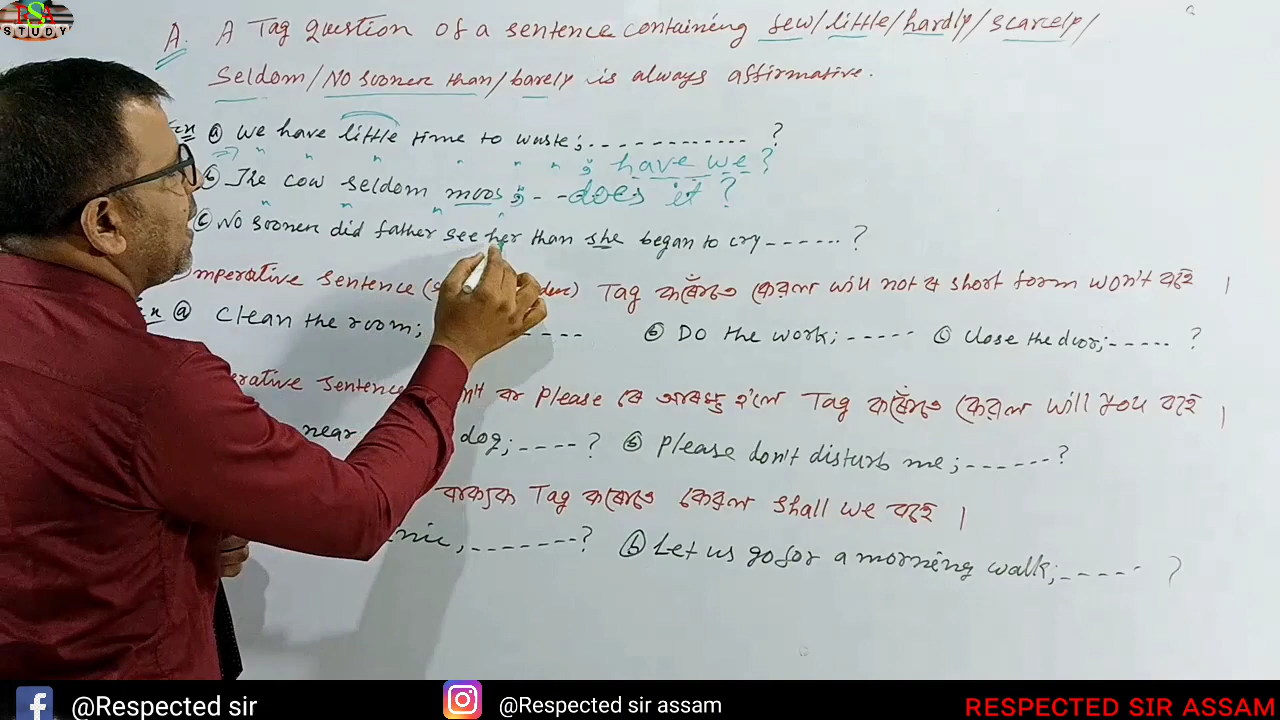 RSA
STUDY
A. A Tag Question of a sentence containing few/little/hardly/scarcely/
Seldom/No sooner than/barely is always affirmative.
Ex ⓐ We have little time to waste; ------------ ?
have we?
ⓑ The cow seldom moos; -- does it ?
ⓒ No sooner did father see her than she began to cry ------ ?
Imperative sentence ( Tag কৰোঁতে কেৱল will not ৰ short form won't বহে ।
Ex ⓐ Clean the room; ---- ⓑ Do the work; ----- ⓒ Close the door; ----- ?
sentence বা Please ৰে আৰম্ভ হ'লে Tag কৰোঁতে কেৱল will you বহে ।
near dog; ---- ? ⓑ Please don't disturb me; ------ ?
বাক্যক Tag কৰোঁতে কেৱল shall we বহে ।
------- ? ⓑ Let us go for a morning walk; ----- ?
@Respected sir
@Respected sir assam
RESPECTED SIR ASSAM